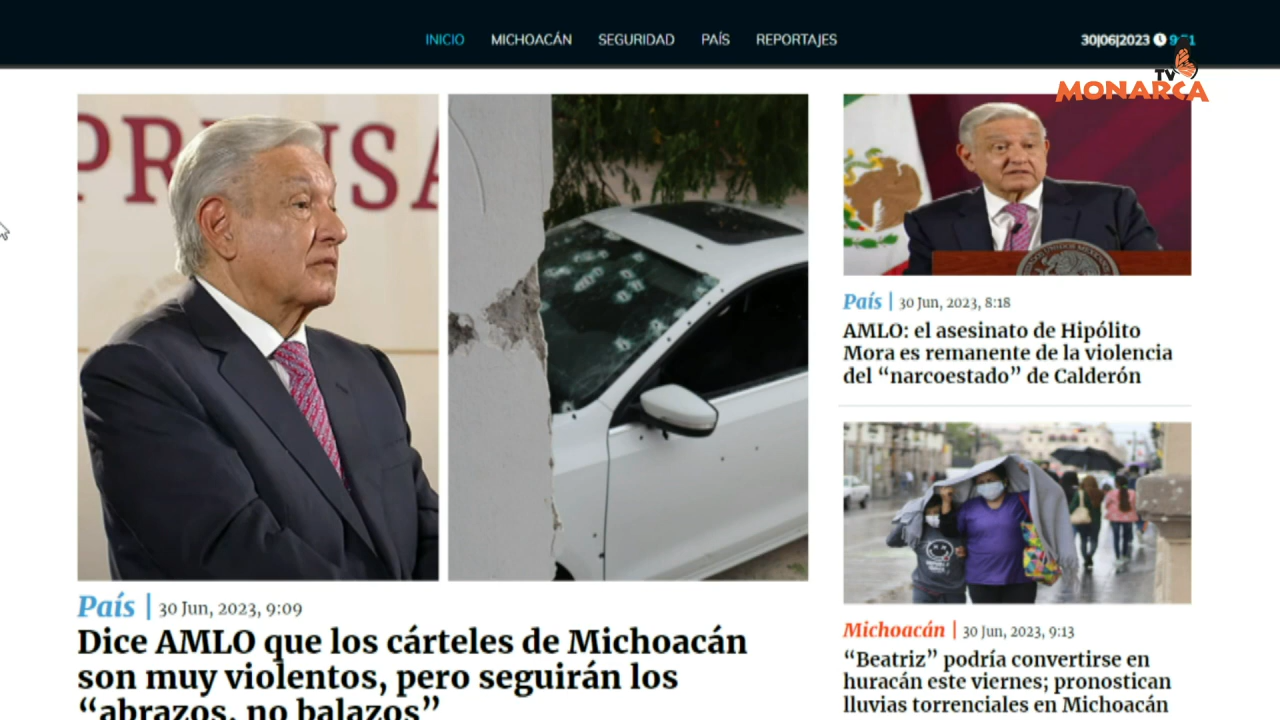 INICIO MICHOACÁN SEGURIDAD PAÍS REPORTAJES 30|06|2023
TV
MONARCA
PRENSA
País | 30 Jun, 2023, 8:18
AMLO: el asesinato de Hipólito
Mora es remanente de la violencia
del “narcoestado” de Calderón
País | 30 Jun, 2023, 9:09
Dice AMLO que los cárteles de Michoacán
son muy violentos, pero seguirán los
“abrazos, no balazos”
Michoacán | 30 Jun, 2023, 9:13
“Beatriz” podría convertirse en
huracán este viernes; pronostican
lluvias torrenciales en Michoacán